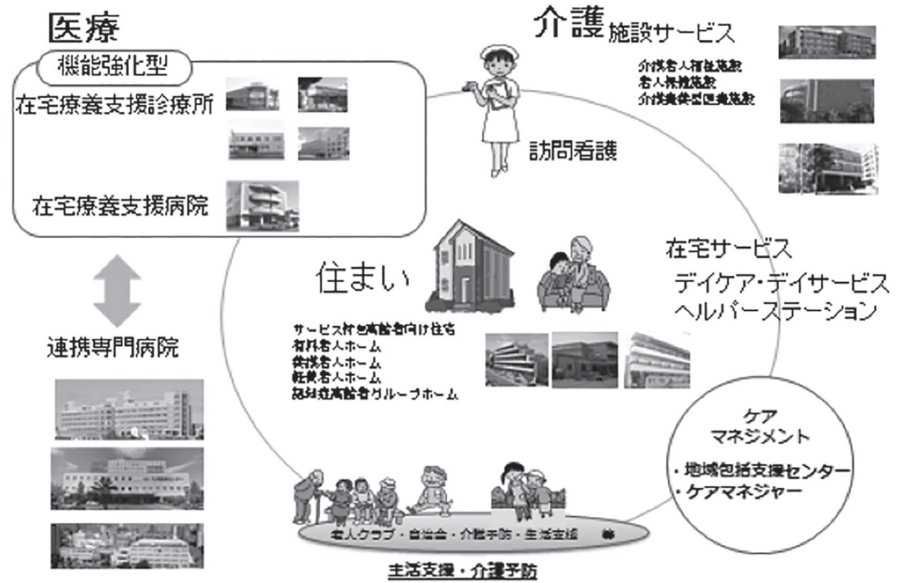 医療
機能強化型
在宅療養支援診療所
在宅療養支援病院
連携専門病院
介護 施設サービス
介護老人福祉施設
老人保健施設
介護療養型医療施設
訪問看護
住まい
サービス付き高齢者向け住宅
有料老人ホーム
養護老人ホーム
軽費老人ホーム
認知症高齢者グループホーム
在宅サービス
デイケア・デイサービス
ヘルパーステーション
ケア
マネジメント
・地域包括支援センター
・ケアマネジャー
老人クラブ・自治会・介護予防・生活支援 等
生活支援・介護予防